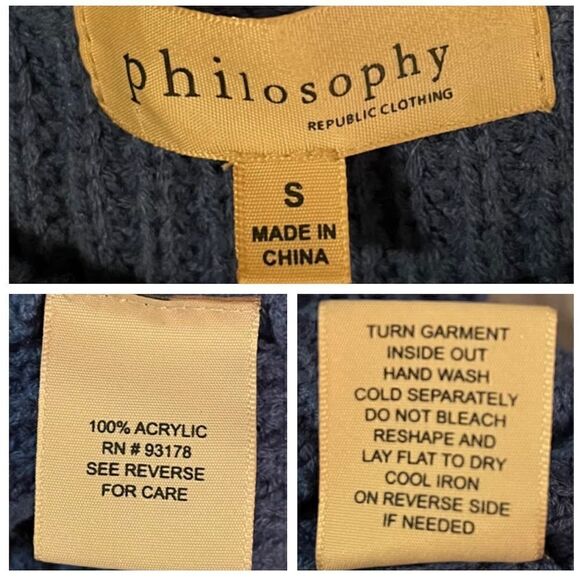 philosophy
REPUBLIC CLOTHING
S
MADE IN
CHINA
100% ACRYLIC
RN # 93178
SEE REVERSE
FOR CARE
TURN GARMENT
INSIDE OUT
HAND WASH
COLD SEPARATELY
DO NOT BLEACH
RESHAPE AND
LAY FLAT TO DRY
COOL IRON
ON REVERSE SIDE
IF NEEDED